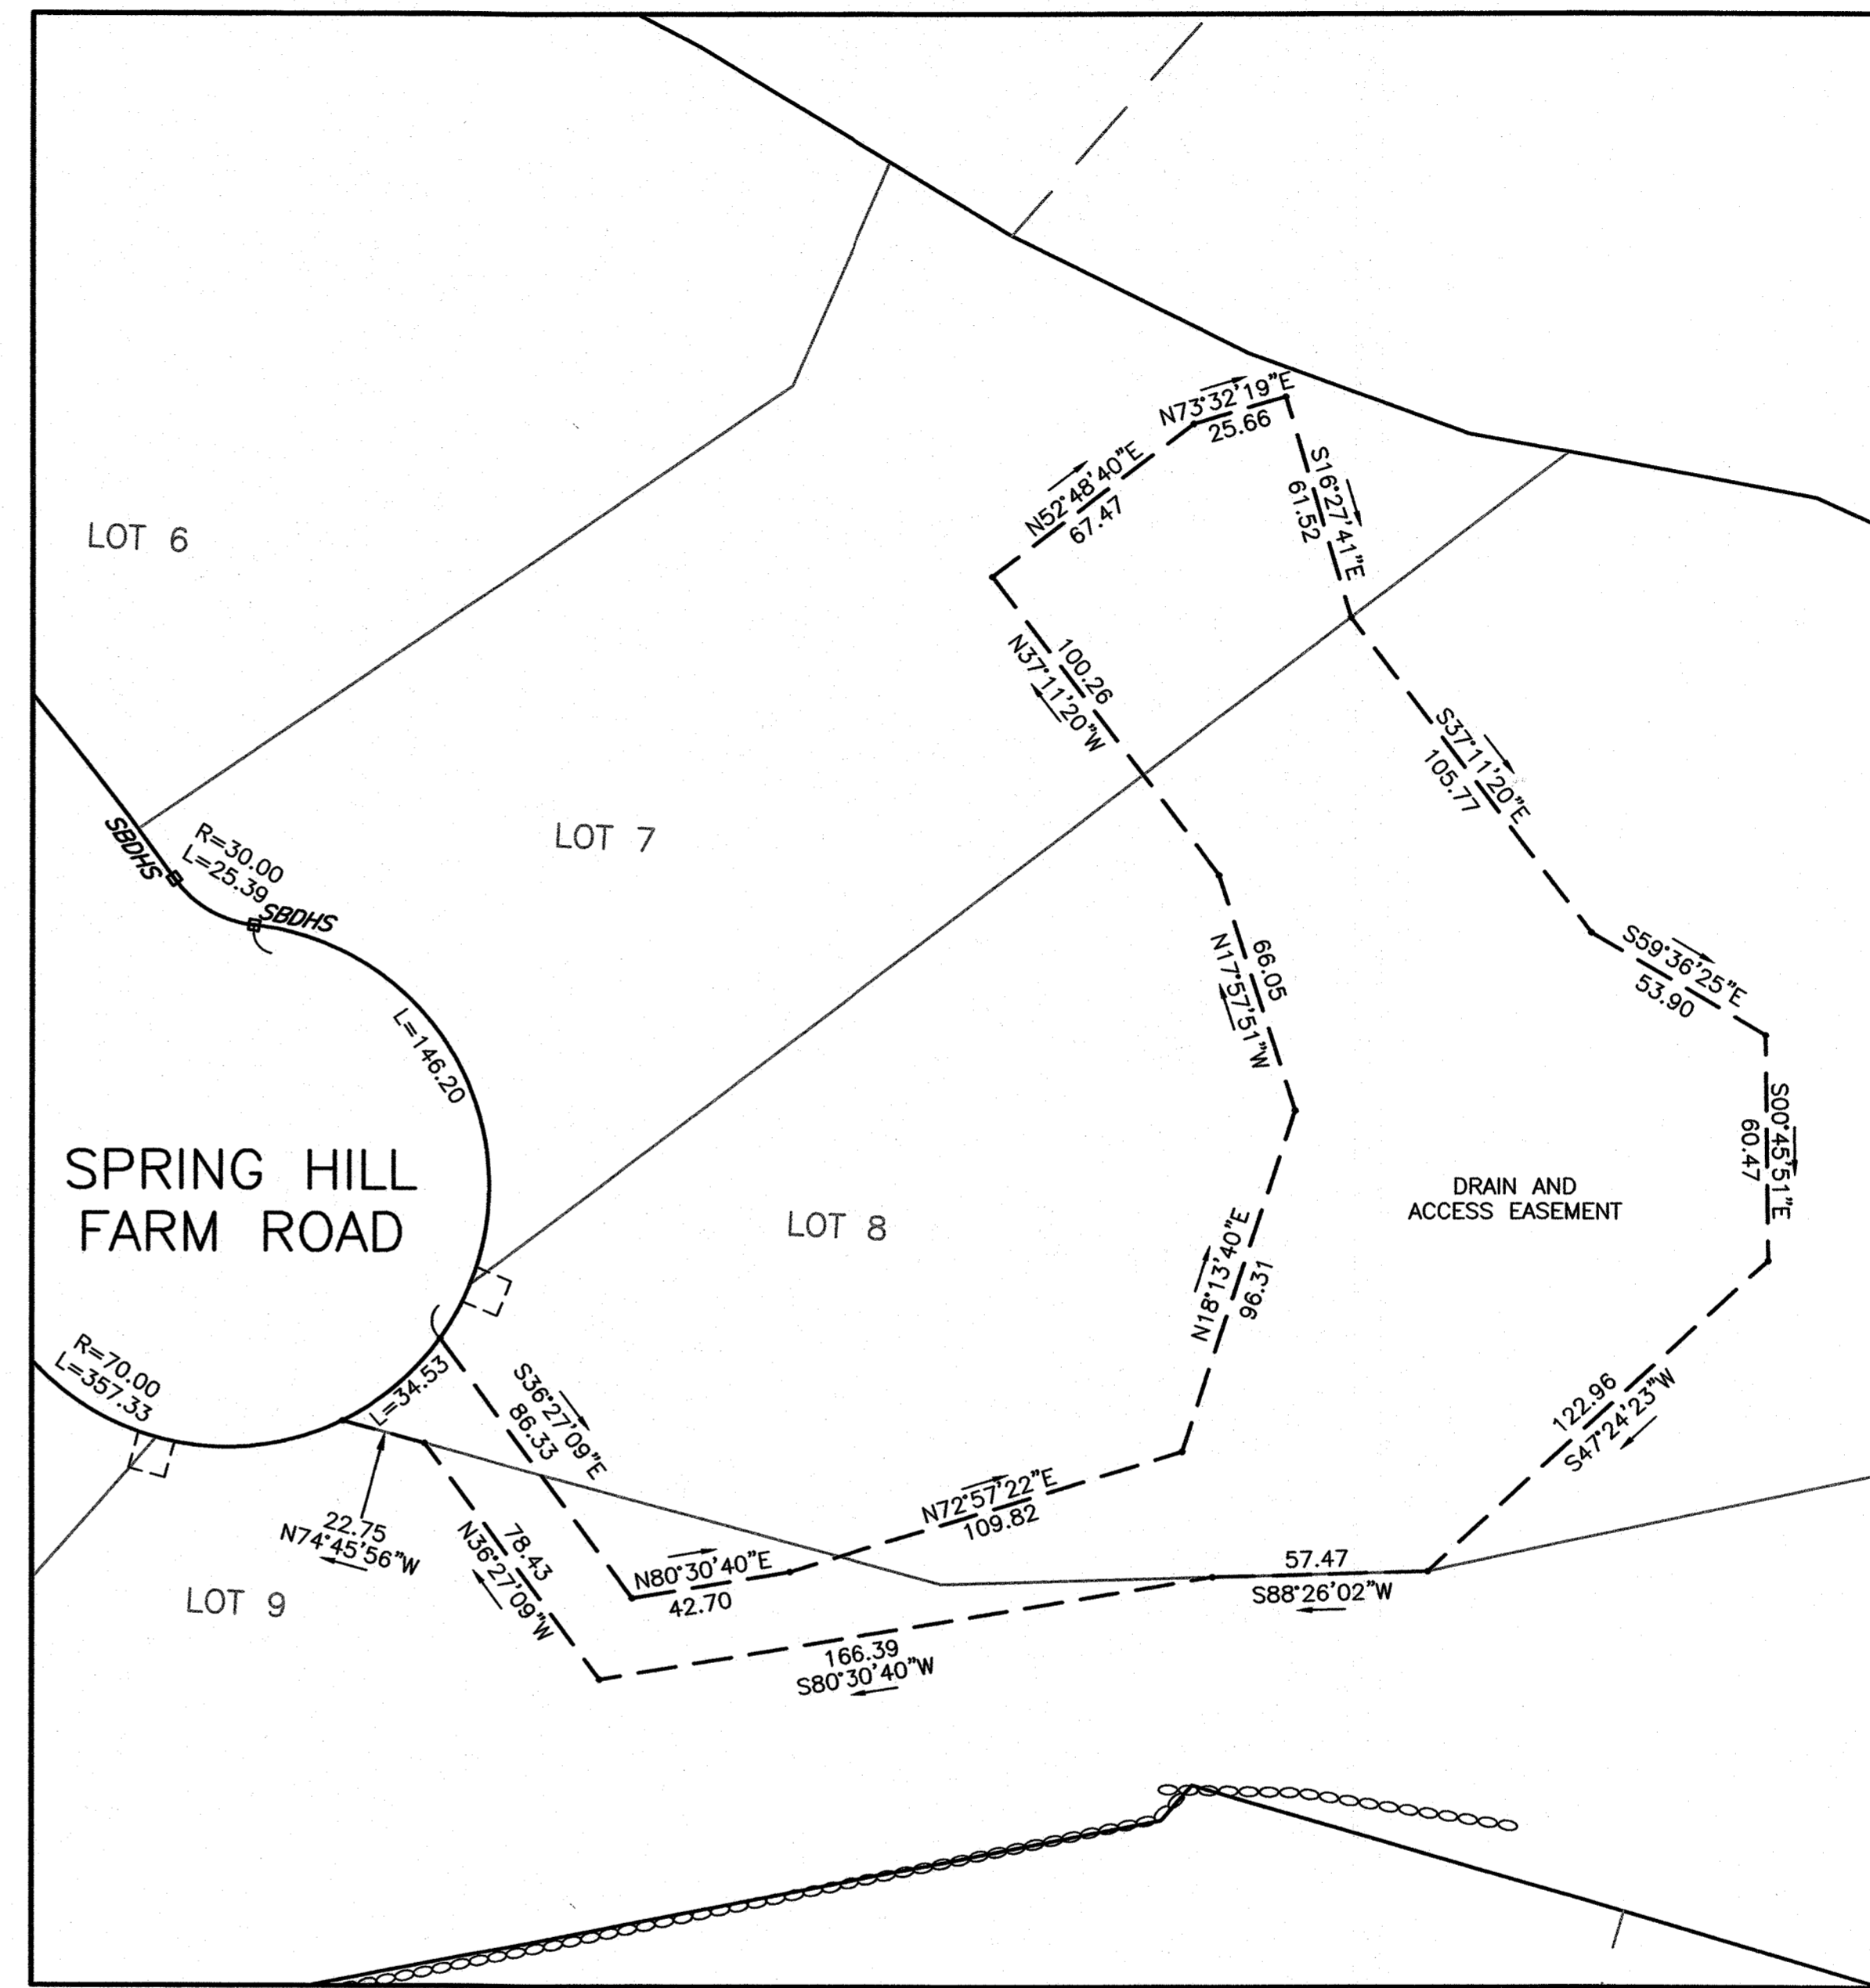 N73°32'19"E
25.66
N52°48'40"E
67.47
S16°27'41"E
61.52
LOT 6
100.26
N37°11'20"W
S37°11'20"E
105.77
SBDHS
R=30.00
L=25.39
SBDHS
LOT 7
66.05
N17°57'51"W
S59°36'25"E
53.90
L=146.20
S00°45'51"E
60.47
SPRING HILL
FARM ROAD
LOT 8
DRAIN AND
ACCESS EASEMENT
N18°13'40"E
96.31
R=70.00
L=357.33
L=34.53
S36°27'09"E
86.33
122.96
S47°24'23"W
22.75
N74°45'56"W
N72°57'22"E
109.82
78.43
N36°27'09"W
N80°30'40"E
42.70
57.47
S88°26'02"W
LOT 9
166.39
S80°30'40"W